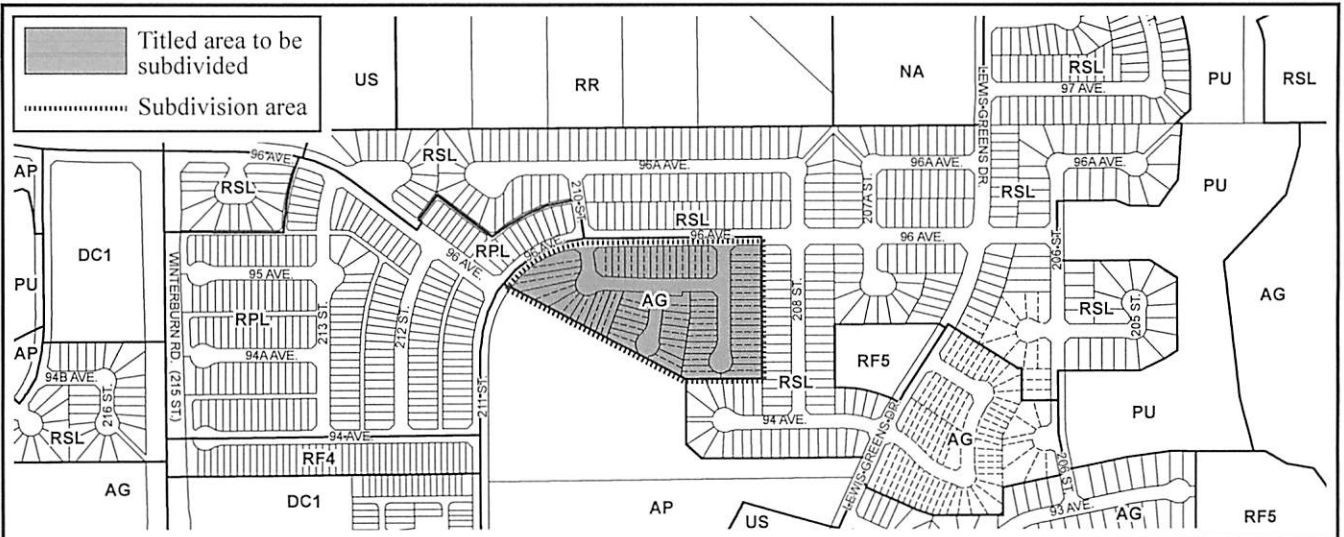 Titled area to be
subdivided
Subdivision area
US
RR
NA
LEWIS GREENS DR.
RSL
97 AVE.
PU
RSL
AP
DC1
PU
AP
96 AVE.
RSL
RSL
96A AVE.
210 ST.
RSL
96A AVE.
207A ST.
RSL
96A AVE.
PU
WINTERBURN RD. (215 ST.)
95 AVE.
RPL
94A AVE.
213 ST.
212 ST.
RPL
96 AVE.
95 AVE.
96 AVE.
AG
208 ST.
96 AVE.
206 ST.
RSL
205 ST.
AG
94B AVE.
216 ST.
RSL
211 ST.
RSL
RF5
PU
94 AVE.
RF4
94 AVE.
LEWIS GREENS DR.
AG
206 ST.
AG
DC1
AP
US
93 AVE.
AG
RF5